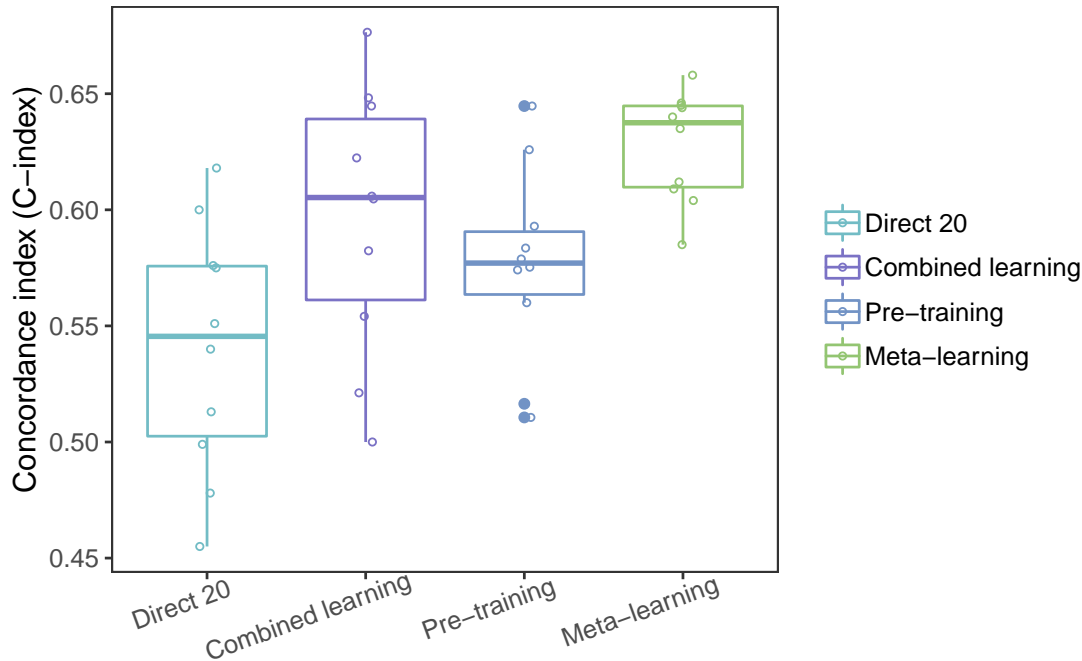 Concordance index (C−index)
0.65
0.60
0.55
0.50
0.45
Direct 20
Combined learning
Pre−training
Meta−learning
Direct 20
Combined learning
Pre−training
Meta−learning